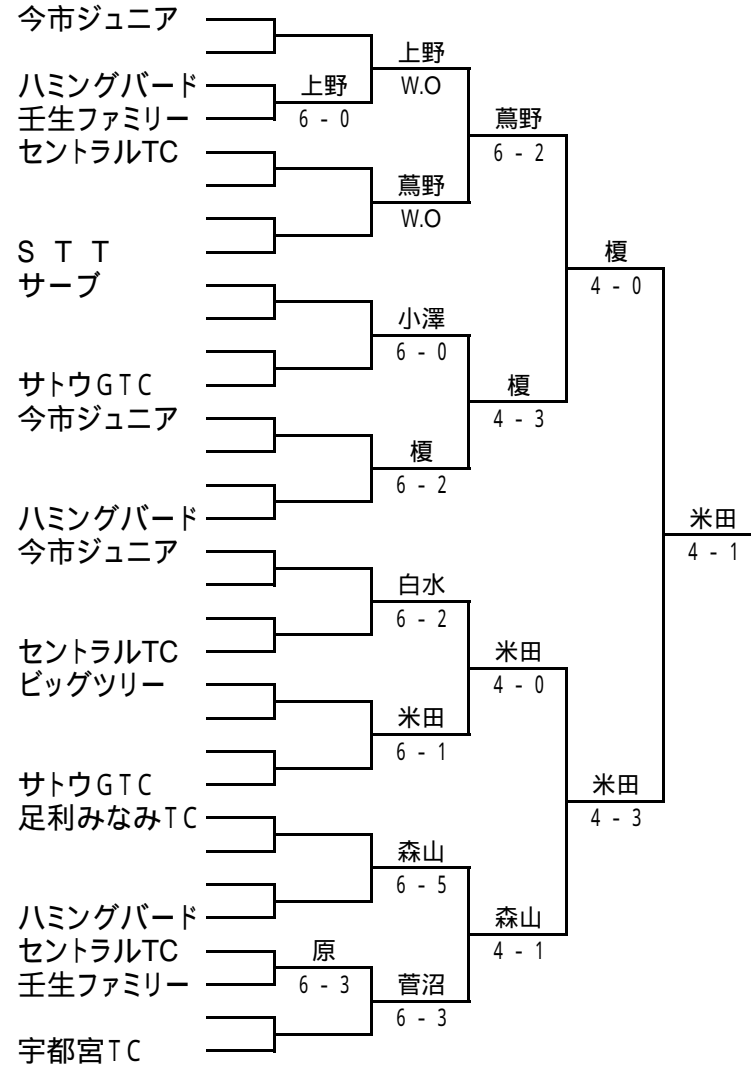 今市ジュニア
上野
ハミングバード
上野
W.O
壬生ファミリー
6 - 0
蔦野
セントラルTC
6 - 2
蔦野
W.O
S T T
榎
サーブ
4 - 0
小澤
6 - 0
サトウGTC
榎
今市ジュニア
4 - 3
榎
6 - 2
ハミングバード
米田
今市ジュニア
4 - 1
白水
6 - 2
セントラルTC
米田
ビッグツリー
4 - 0
米田
6 - 1
サトウGTC
米田
足利みなみTC
4 - 3
森山
6 - 5
ハミングバード
森山
セントラルTC
原
4 - 1
壬生ファミリー
6 - 3
菅沼
6 - 3
宇都宮TC